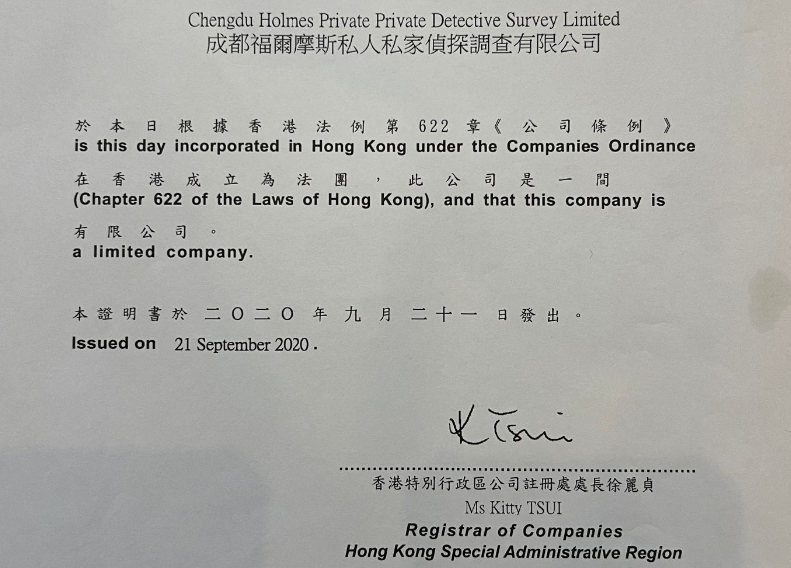 Chengdu Holmes Private Private Detective Survey Limited
成都福爾摩斯私人私家偵探調查有限公司
於本日根據香港法例第622章《公司條例》
is this day incorporated in Hong Kong under the Companies Ordinance
在香港成立為法團，此公司是一間
(Chapter 622 of the Laws of Hong Kong), and that this company is
有限公司。
a limited company.
本證明書於二〇二〇年九月二十一日發出。
Issued on 21 September 2020.
K Tsui
香港特別行政區公司註冊處處長徐麗貞
Ms Kitty TSUI
Registrar of Companies
Hong Kong Special Administrative Region